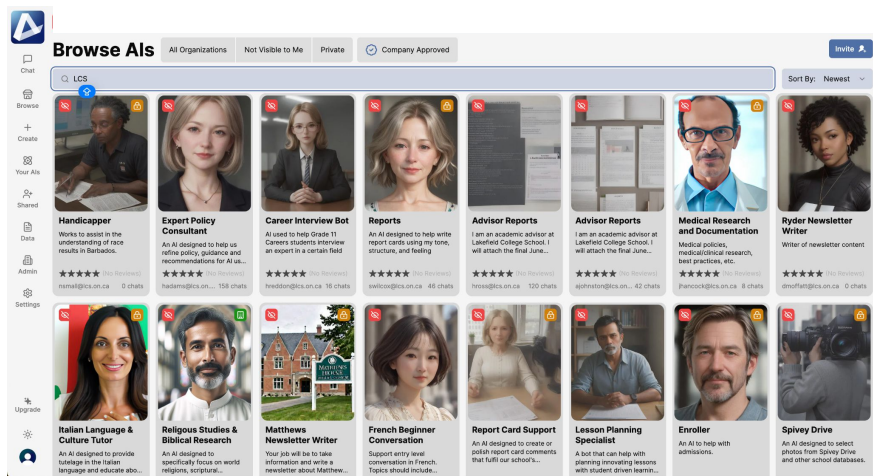 Browse AIs
All Organizations
Not Visible to Me
Private
Company Approved
Invite
LCS
Sort By: Newest
Chat
Browse
Create
Your AIs
Shared
Data
Admin
Settings
Upgrade
Handicapper
Works to assist in the
understanding of race
results in Barbados.
(No Reviews)
nsmall@lcs.on.ca 0 chats
Expert Policy
Consultant
An AI designed to help us
refine policy, guidance and
recommendations for AI us...
(No Reviews)
hadams@lcs.on.... 158 chats
Career Interview Bot
AI used to help Grade 11
Careers students interview
an expert in a certain field
(No Reviews)
hreddon@lcs.on.ca 16 chats
Reports
An AI designed to help write
report cards using my tone,
structure, and feeling
(No Reviews)
swilcox@lcs.on.ca 46 chats
Advisor Reports
I am an academic advisor at
Lakefield College School. I
will attach the final June...
(No Reviews)
hross@lcs.on.ca 120 chats
Advisor Reports
I am an academic advisor at
Lakefield College School. I
will attach the final June...
(No Reviews)
ajohnston@lcs.on... 42 chats
Medical Research
and Documentation
Medical policies,
medical/clinical research,
best practices, etc.
(No Reviews)
jhancock@lcs.on.ca 8 chats
Ryder Newsletter
Writer
Writer of newsletter content
(No Reviews)
dmoffatt@lcs.on.ca 0 chats
Italian Language &
Culture Tutor
An AI designed to provide
tutelage in the Italian
language and educate abo...
Religous Studies &
Biblical Research
An AI designed to
specifically focus on world
religions, scriptural...
Matthews
Newsletter Writer
Your job will be to take
information and write a
newsletter about Matthew...
French Beginner
Conversation
Support entry level
conversation in French.
Topics should include...
Report Card Support
An AI designed to create or
polish report card comments
that fulfil our school's...
Lesson Planning
Specialist
A bot that can help with
planning innovating lessons
with student driven learnin...
Enroller
An AI to help with
admissions.
Spivey Drive
An AI designed to select
photos from Spivey Drive
and other school databases.